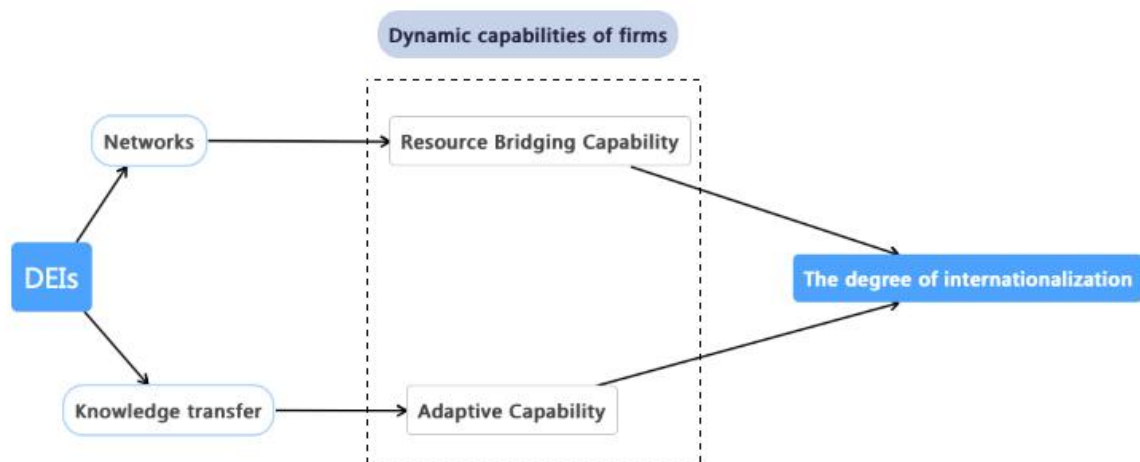 Dynamic capabilities of firms
Networks
Resource Bridging Capability
DEIs
The degree of internationalization
Knowledge transfer
Adaptive Capability